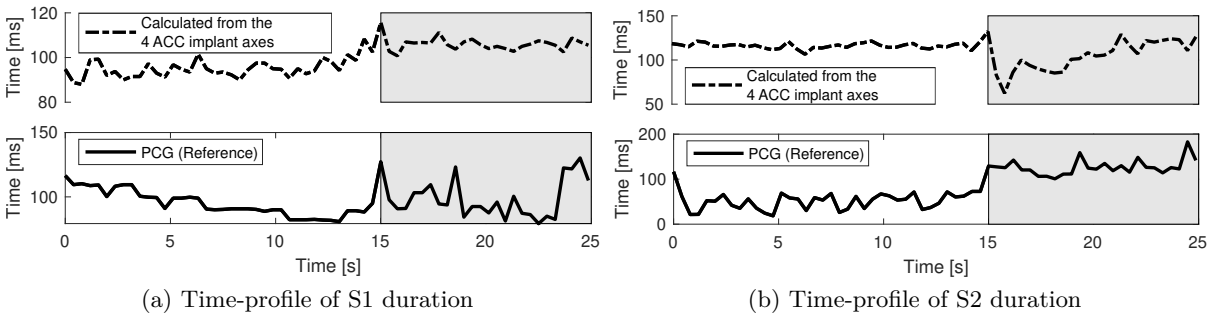 120
100
80
Time [ms]
Calculated from the
4 ACC implant axes
150
100
Time [ms]
PCG (Reference)
0 5 10 15 20 25
Time [s]
(a) Time-profile of S1 duration
150
100
50
Time [ms]
Calculated from the
4 ACC implant axes
200
100
0
Time [ms]
PCG (Reference)
0 5 10 15 20 25
Time [s]
(b) Time-profile of S2 duration